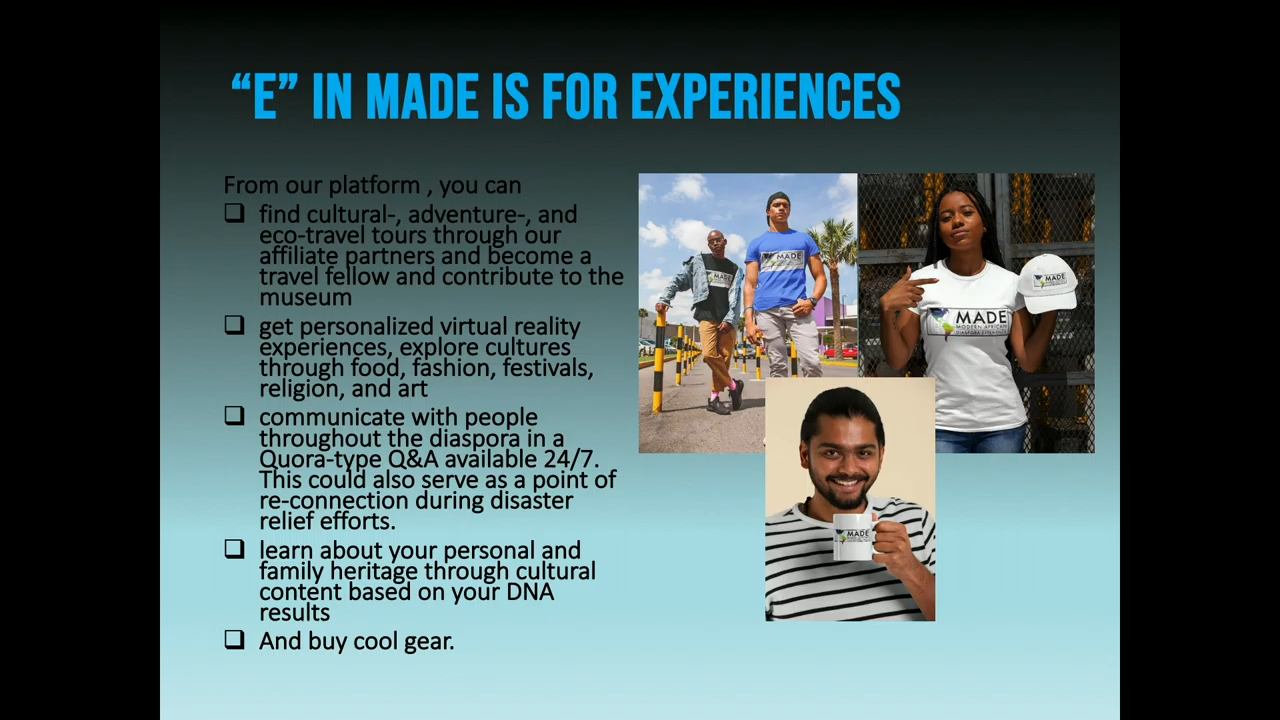 “E” IN MADE IS FOR EXPERIENCES
From our platform , you can
find cultural-, adventure-, and
eco-travel tours through our
affiliate partners and become a
travel fellow and contribute to the
museum
get personalized virtual reality
experiences, explore cultures
through food, fashion, festivals,
religion, and art
communicate with people
throughout the diaspora in a
Quora-type Q&A available 24/7.
This could also serve as a point of
re-connection during disaster
relief efforts.
learn about your personal and
family heritage through cultural
content based on your DNA
results
And buy cool gear.
MADE
MADE
MADE
MADE
MODERN AFRICAN
DIASPORA EXPERIENCE
MADE